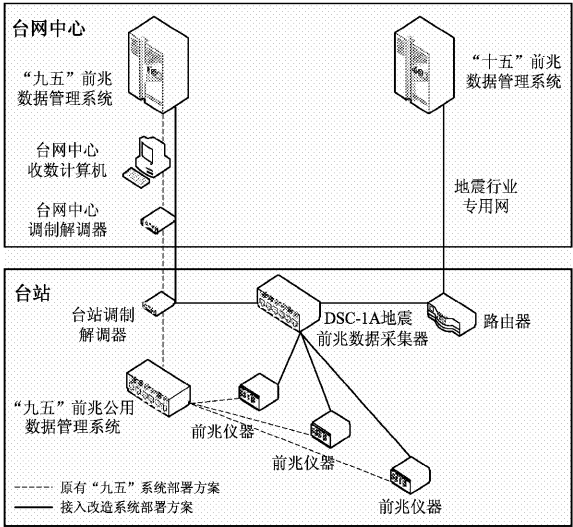 台网中心
“九五”前兆
数据管理系统
“十五”前兆
数据管理系统
台网中心
收数计算机
台网中心
调制解调器
地震行业
专用网
台站
台站调制
解调器
DSC-1A地震
前兆数据采集器
路由器
“九五”前兆公用
数据管理系统
前兆仪器
前兆仪器
前兆仪器
原有“九五”系统部署方案
接入改造系统部署方案